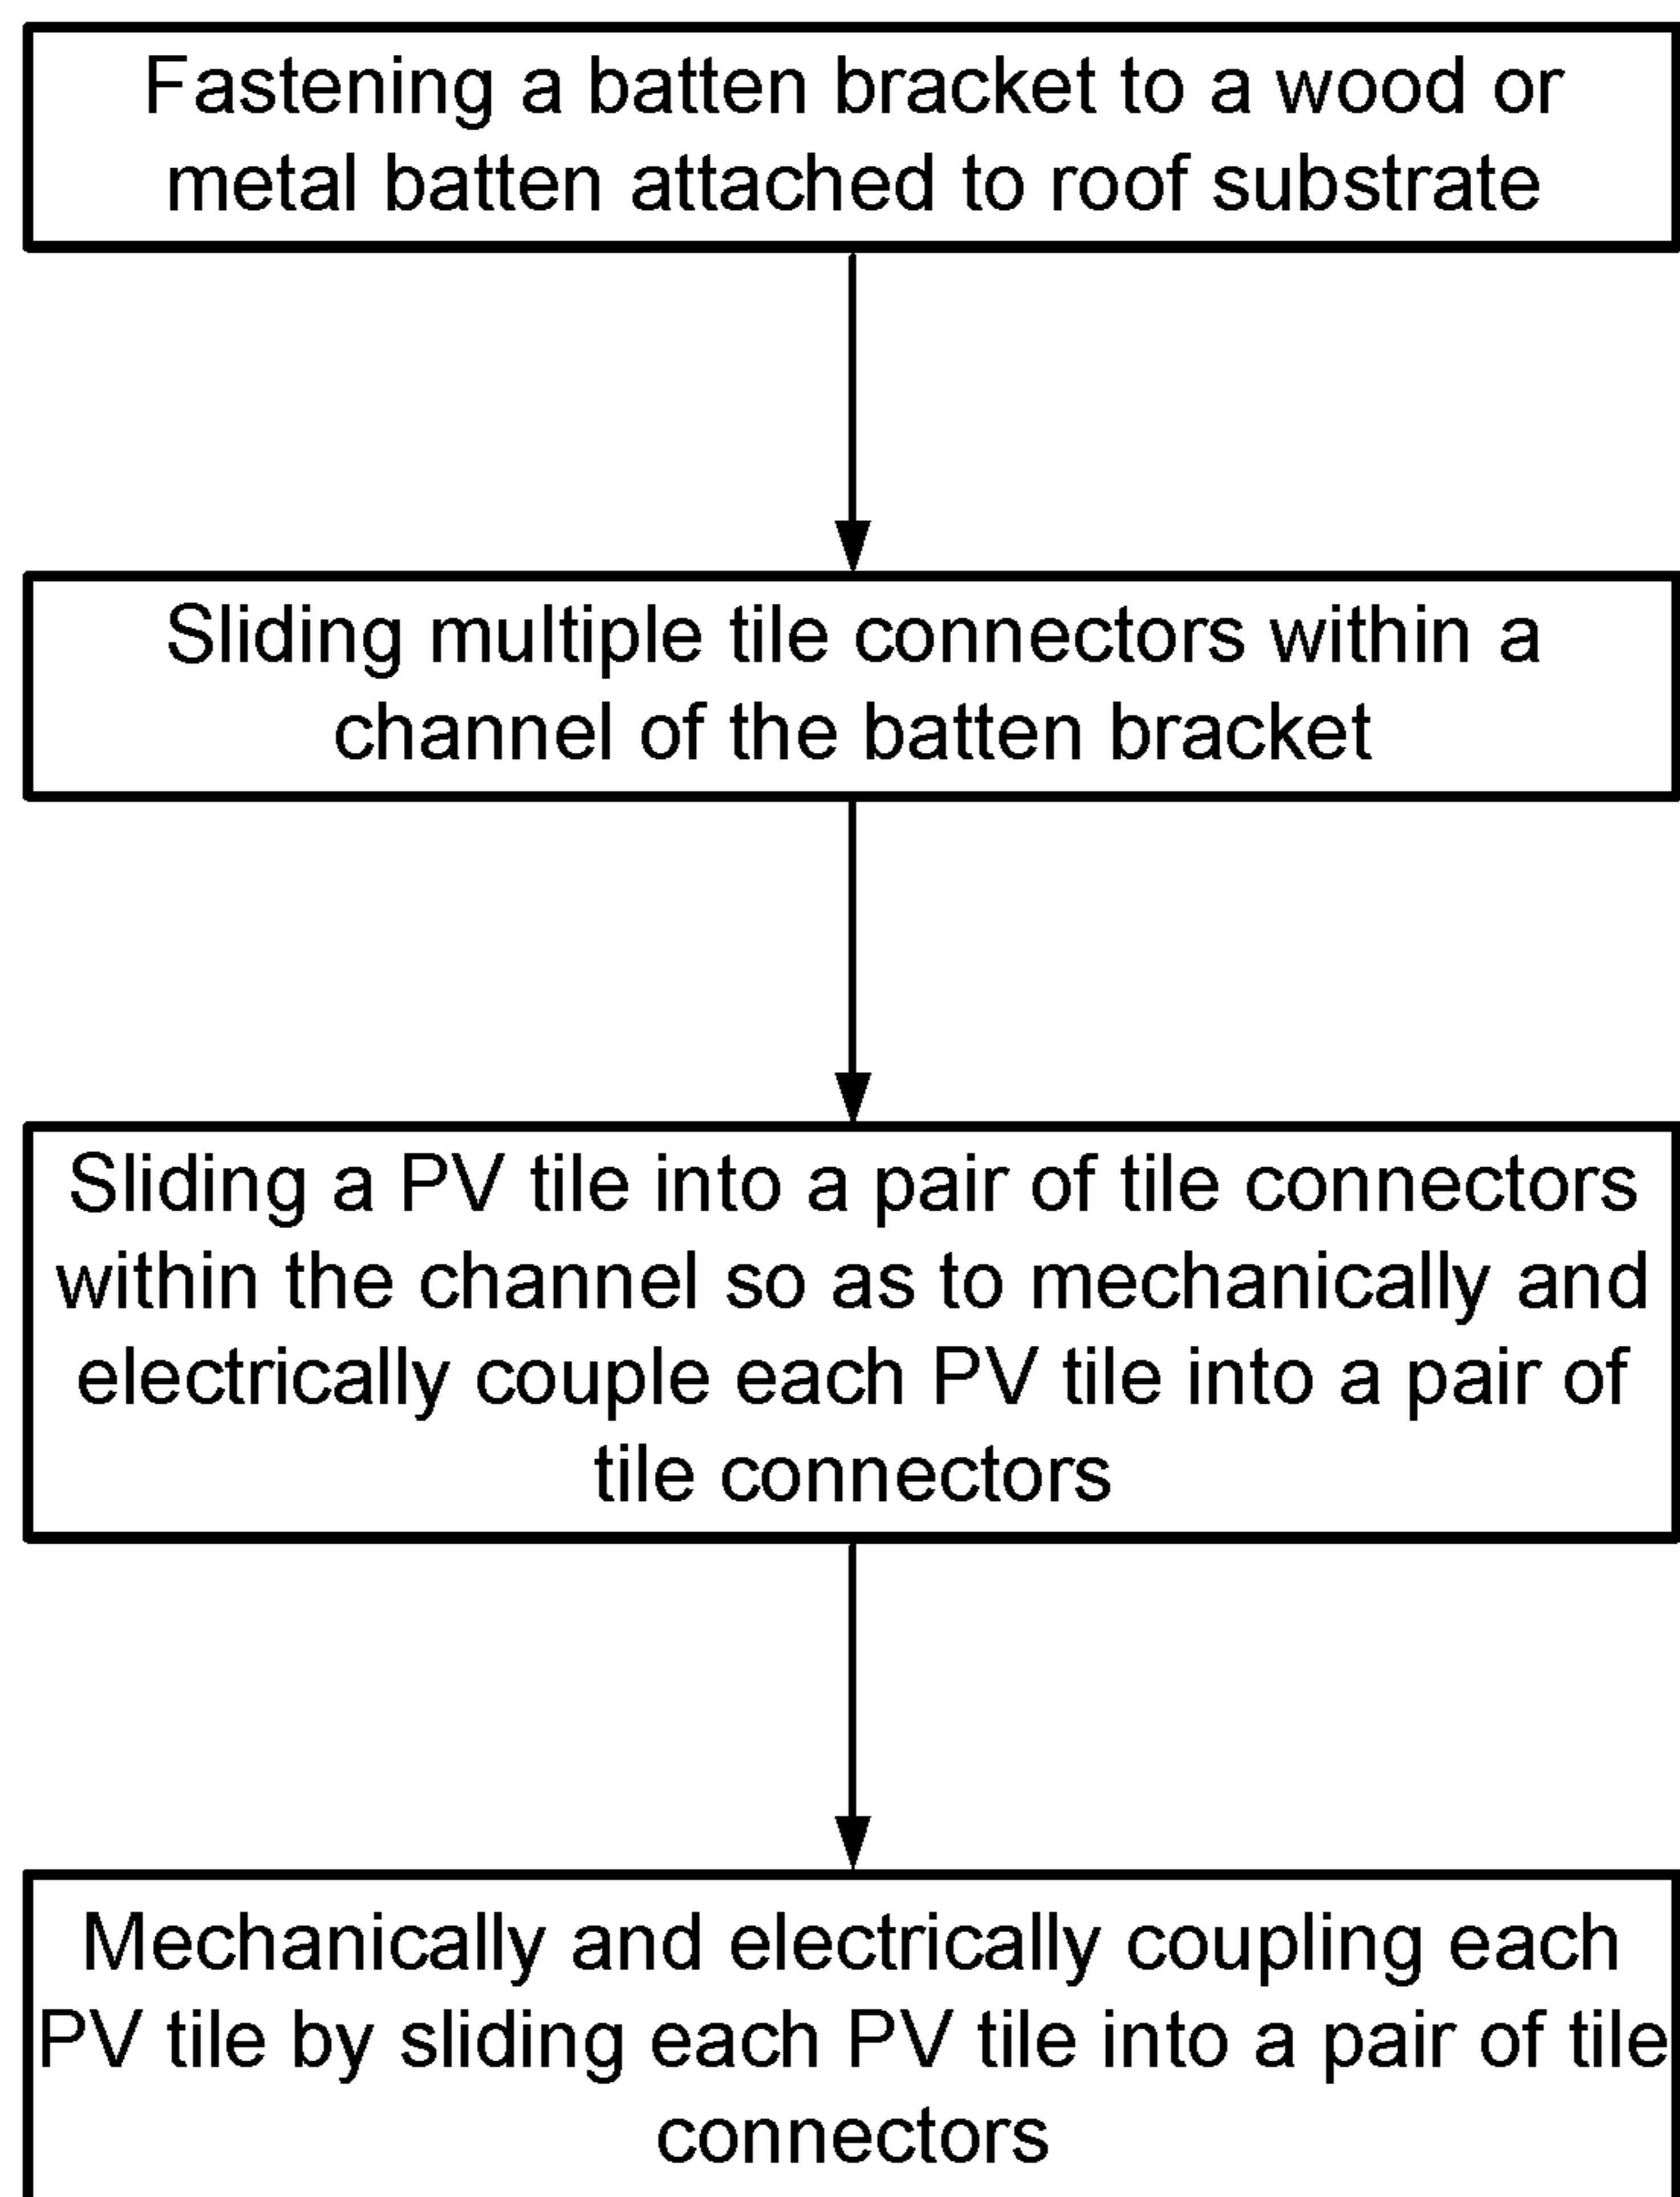 Fastening a batten bracket to a wood or
metal batten attached to roof substrate
Sliding multiple tile connectors within a
channel of the batten bracket
Sliding a PV tile into a pair of tile connectors
within the channel so as to mechanically and
electrically couple each PV tile into a pair of
tile connectors
Mechanically and electrically coupling each
PV tile by sliding each PV tile into a pair of tile
connectors